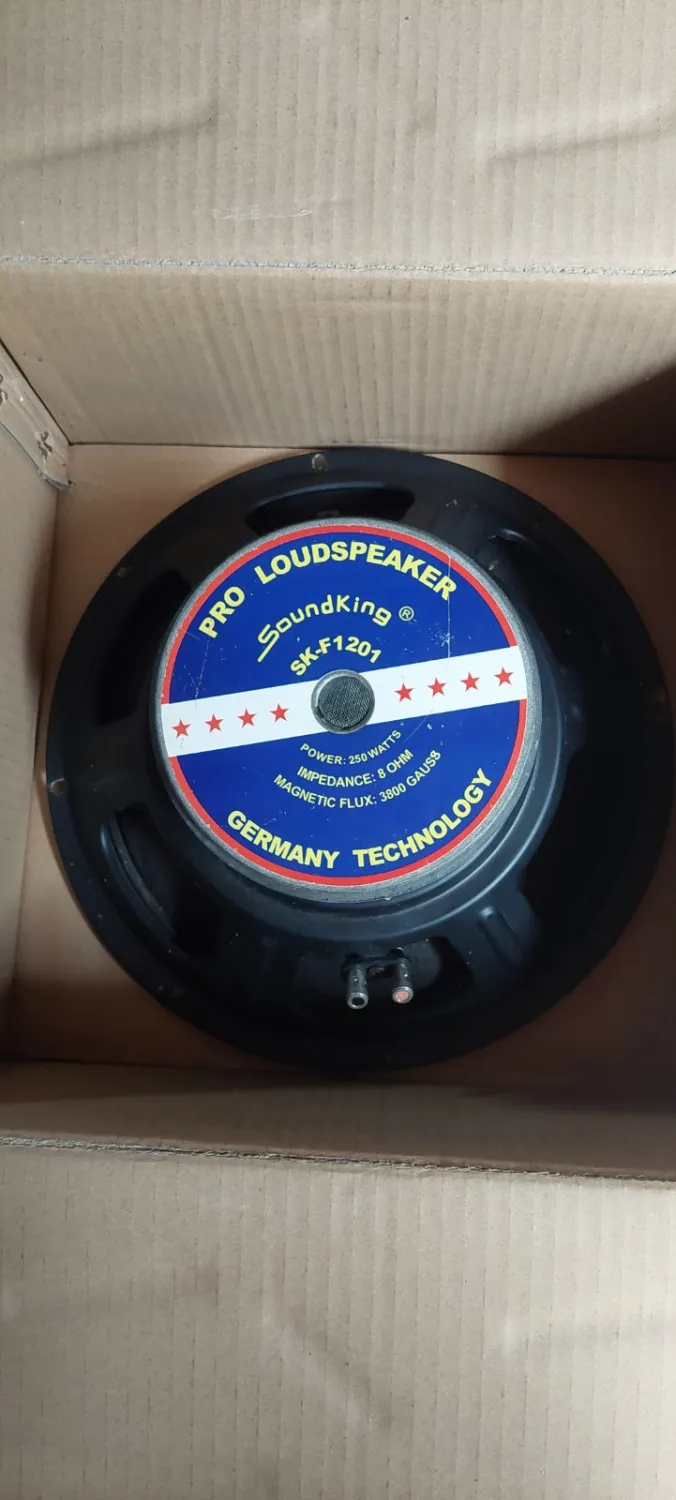 PRO LOUDSPEAKER
SoundKing ®
SK-F1201
POWER: 250 WATTS
IMPEDANCE: 8 OHM
MAGNETIC FLUX: 3800 GAUSS
GERMANY TECHNOLOGY